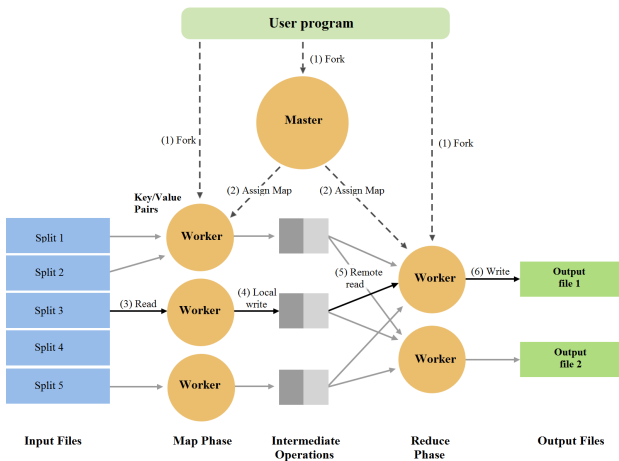 User program
(1) Fork
Master
(1) Fork
(1) Fork
(2) Assign Map
(2) Assign Map
Key/Value
Pairs
Split 1
Worker
Split 2
Worker
(5) Remote
read
(6) Write
Output
file 1
Split 3
(3) Read
Worker
(4) Local
write
Split 4
Worker
Output
file 2
Split 5
Worker
Input Files
Map Phase
Intermediate
Operations
Reduce
Phase
Output Files